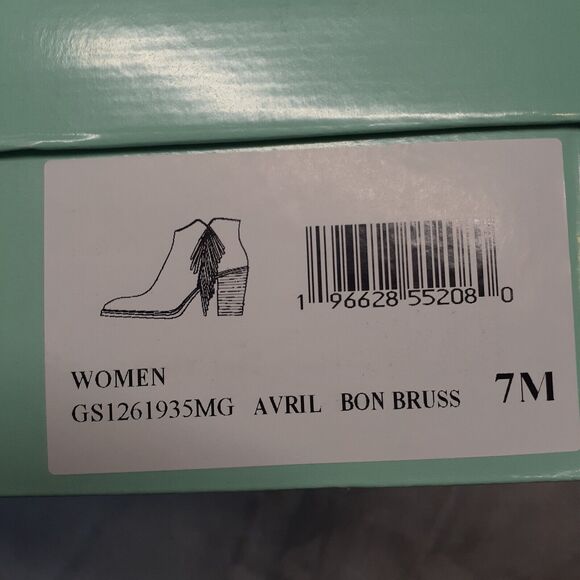 1 96628 55208 0
WOMEN
GS1261935MG AVRIL BON BRUSS 7M